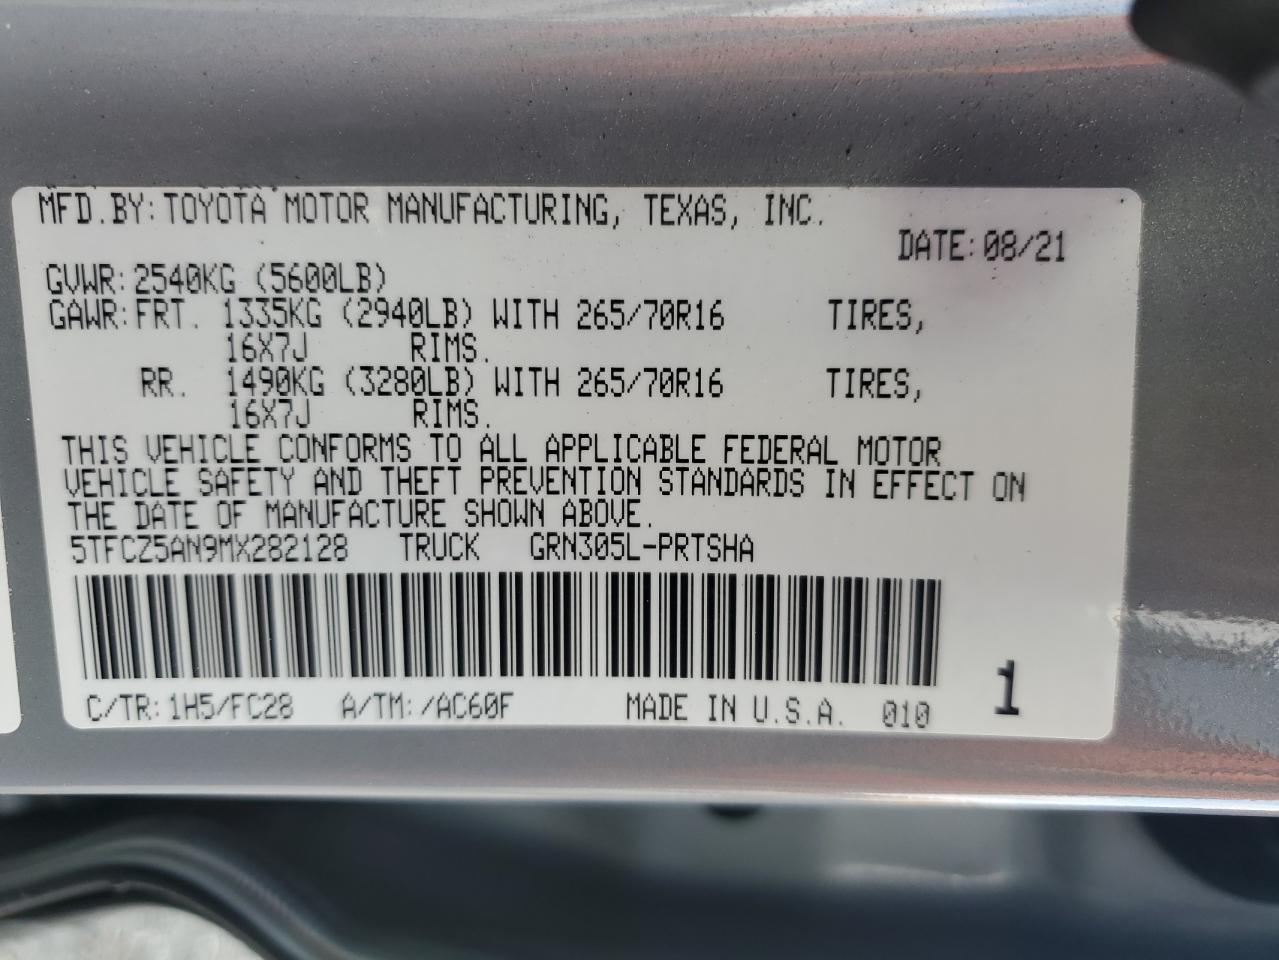 MFD.BY:TOYOTA MOTOR MANUFACTURING, TEXAS, INC.
DATE:08/21
GVWR:2540KG (5600LB)
GAWR:FRT. 1335KG (2940LB) WITH 265/70R16 TIRES,
16X7J RIMS.
RR. 1490KG (3280LB) WITH 265/70R16 TIRES,
16X7J RIMS.
THIS VEHICLE CONFORMS TO ALL APPLICABLE FEDERAL MOTOR
VEHICLE SAFETY AND THEFT PREVENTION STANDARDS IN EFFECT ON
THE DATE OF MANUFACTURE SHOWN ABOVE.
5TFCZ5AN9MX282128 TRUCK GRN305L-PRTSHA
C/TR:1H5/FC28 A/TM:/AC60F MADE IN U.S.A. 010 1